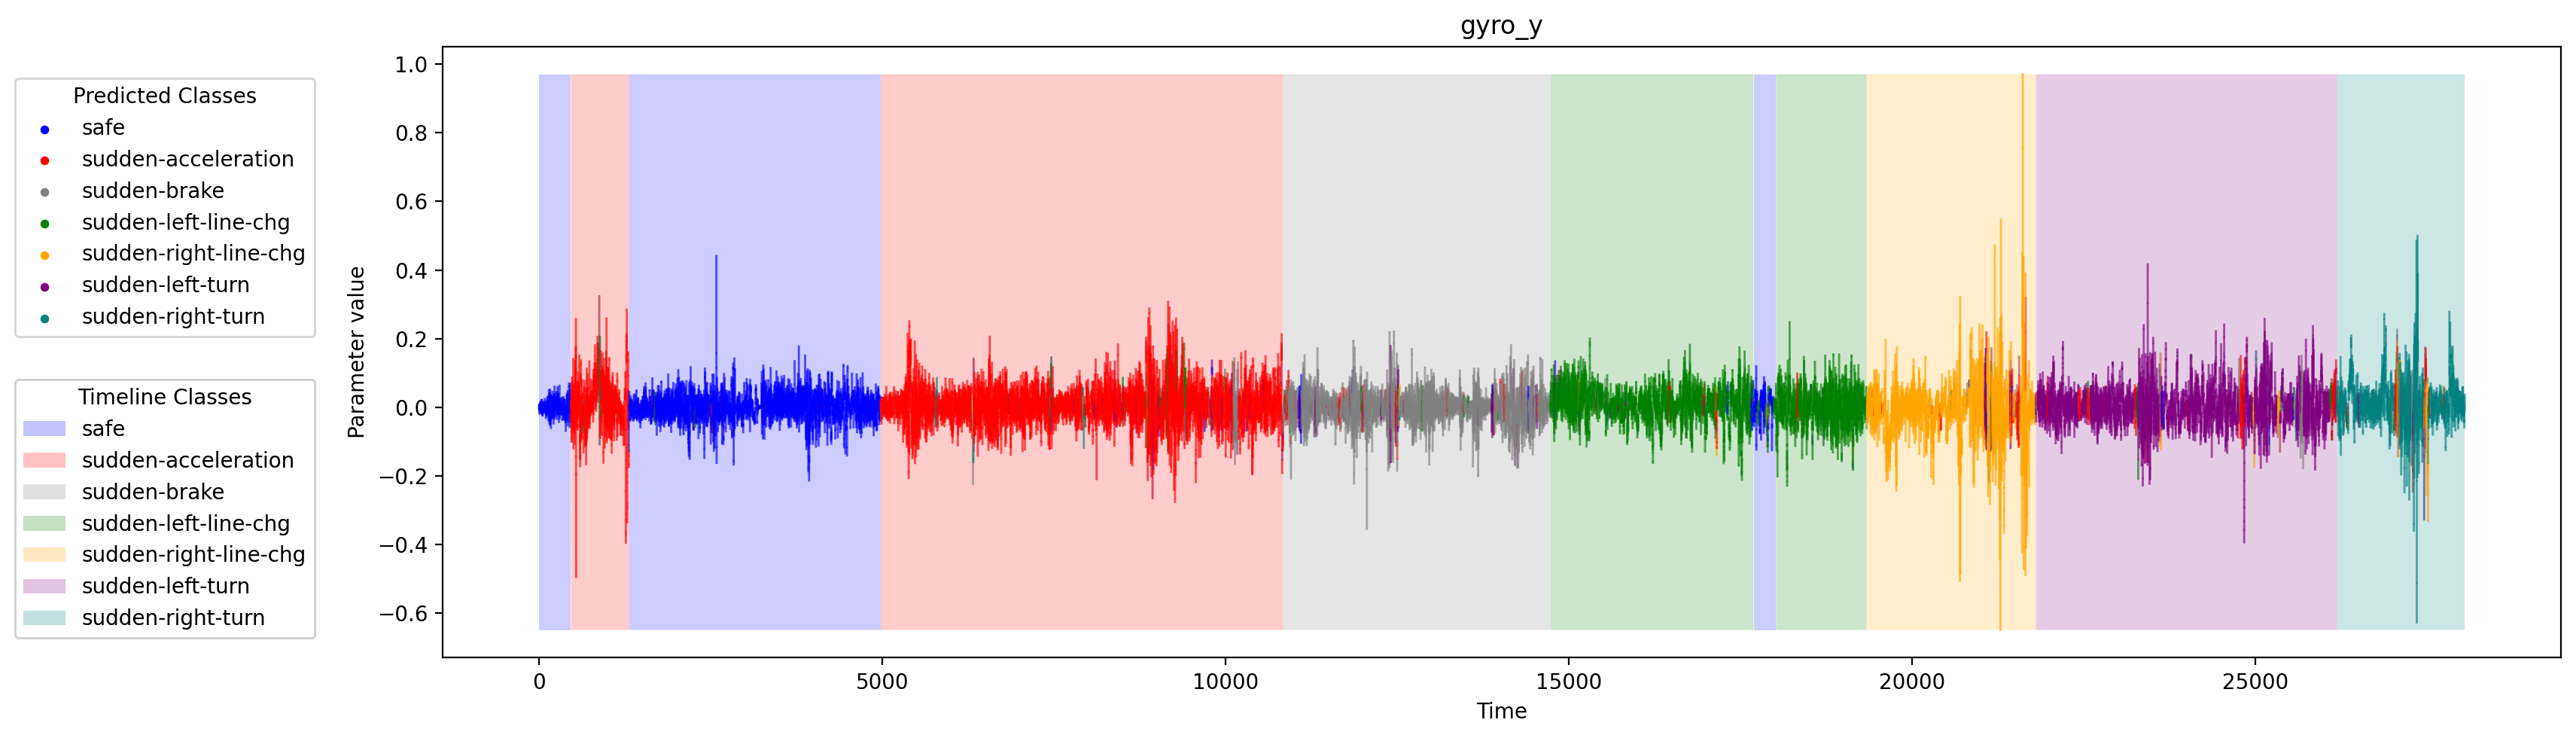 gyro_y
Predicted Classes
safe
sudden-acceleration
sudden-brake
sudden-left-line-chg
sudden-right-line-chg
sudden-left-turn
sudden-right-turn
Timeline Classes
safe
sudden-acceleration
sudden-brake
sudden-left-line-chg
sudden-right-line-chg
sudden-left-turn
sudden-right-turn
Parameter value
1.0
0.8
0.6
0.4
0.2
0.0
−0.2
−0.4
−0.6
0 5000 10000 15000 20000 25000
Time